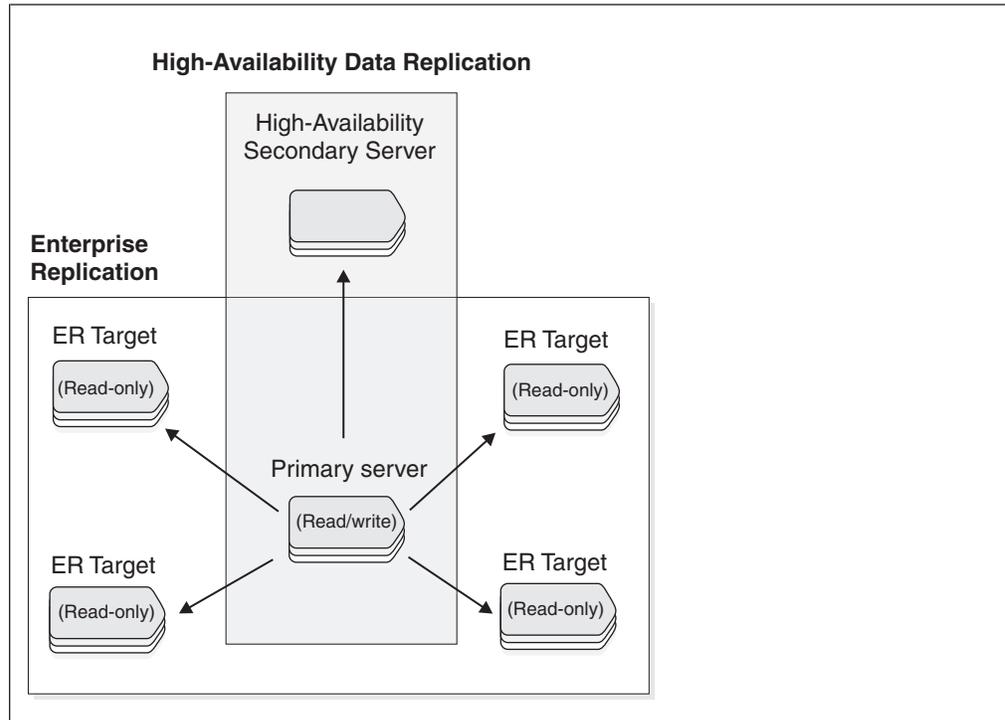 High-Availability Data Replication
High-Availability
Secondary Server
Enterprise
Replication
ER Target
(Read-only)
ER Target
(Read-only)
Primary server
(Read/write)
ER Target
(Read-only)
ER Target
(Read-only)